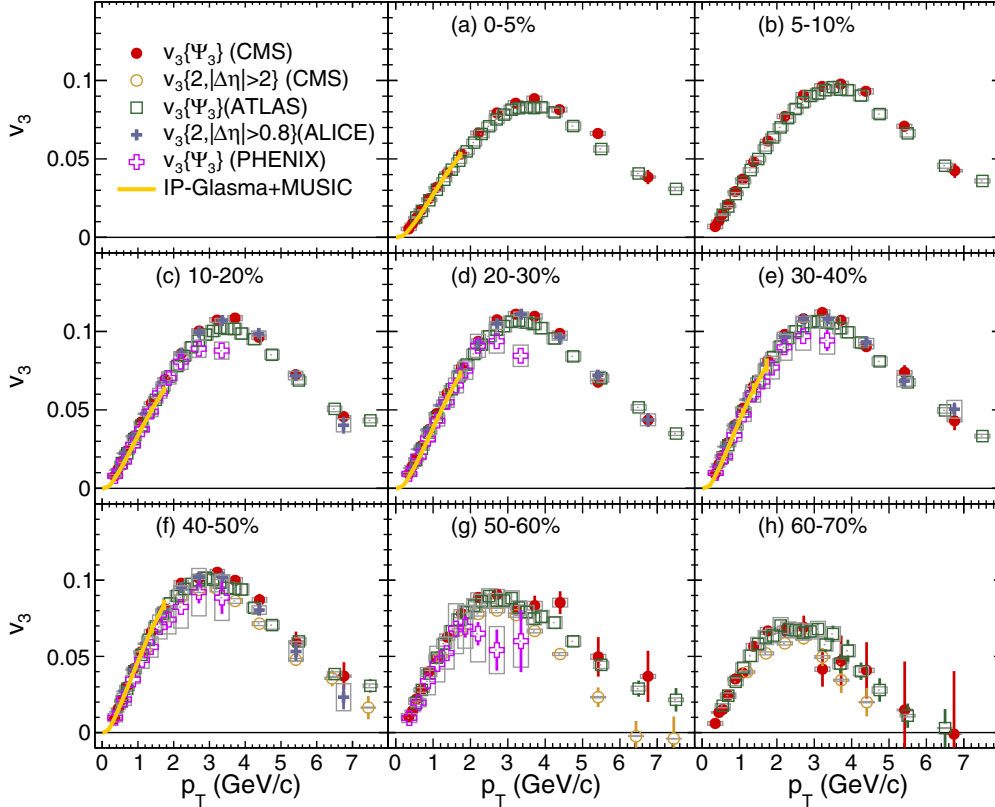 (a) 0-5%
(b) 5-10%
v₃{Ψ₃} (CMS)
v₃{2,|Δη|>2} (CMS)
v₃{Ψ₃}(ATLAS)
v₃{2,|Δη|>0.8}(ALICE)
v₃{Ψ₃} (PHENIX)
IP-Glasma+MUSIC
v₃
0.1
0.05
0
(c) 10-20%
(d) 20-30%
(e) 30-40%
v₃
0.1
0.05
0
(f) 40-50%
(g) 50-60%
(h) 60-70%
v₃
0.1
0.05
0
0 1 2 3 4 5 6 7
0 1 2 3 4 5 6 7
0 1 2 3 4 5 6 7
p_T (GeV/c)
p_T (GeV/c)
p_T (GeV/c)